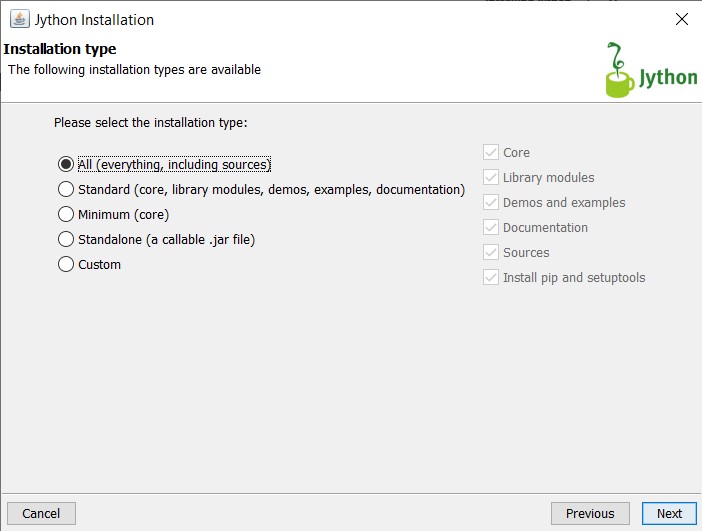 Jython Installation
Installation type
The following installation types are available
Jython
Please select the installation type:
All (everything, including sources)
Standard (core, library modules, demos, examples, documentation)
Minimum (core)
Standalone (a callable .jar file)
Custom
Core
Library modules
Demos and examples
Documentation
Sources
Install pip and setuptools
Cancel
Previous
Next